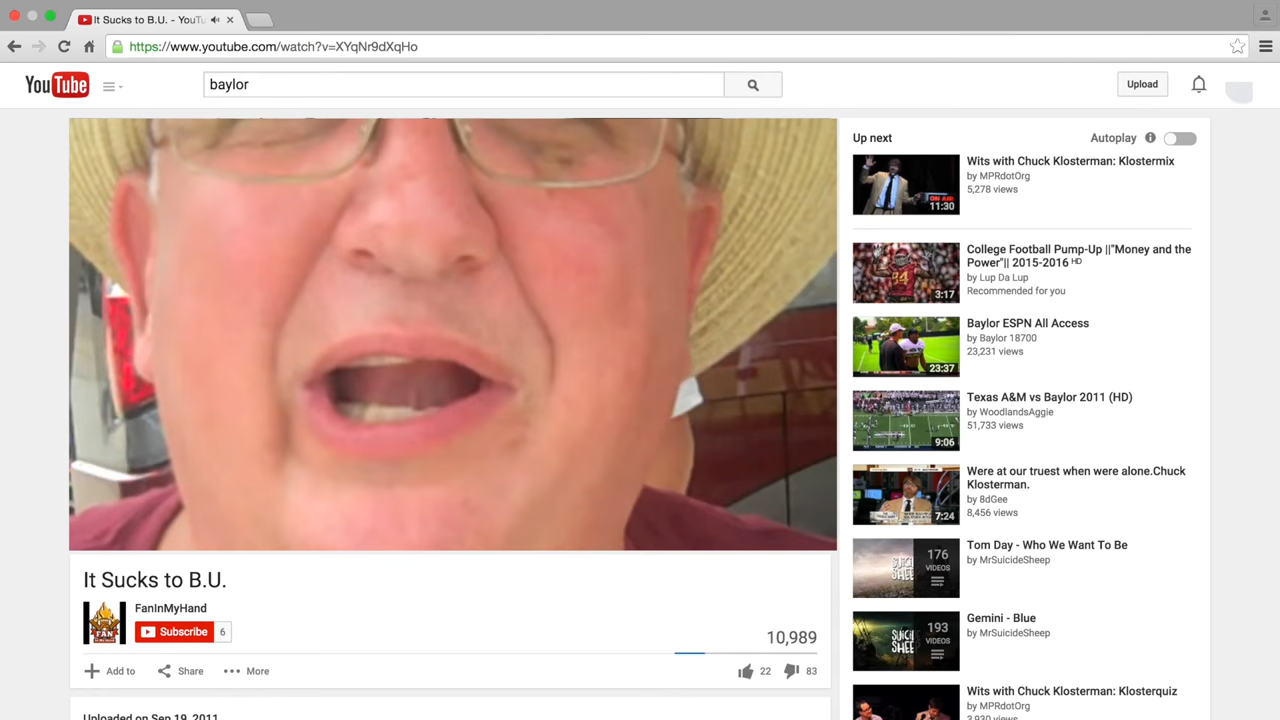 It Sucks to B.U. - YouTu
https://www.youtube.com/watch?v=XYqNr9dXqHo
YouTube
baylor
Upload
Up next
Autoplay
Wits with Chuck Klosterman: Klostermix
by MPRdotOrg
5,278 views
ON AIR
11:30
College Football Pump-Up ||"Money and the
Power"|| 2015-2016 HD
by Lup Da Lup
Recommended for you
3:17
Baylor ESPN All Access
by Baylor 18700
23,231 views
23:37
Texas A&M vs Baylor 2011 (HD)
by WoodlandsAggie
51,733 views
9:06
Were at our truest when were alone.Chuck
Klosterman.
by 8dGee
8,456 views
7:24
Tom Day - Who We Want To Be
by MrSuicideSheep
176
VIDEOS
Gemini - Blue
by MrSuicideSheep
193
VIDEOS
Wits with Chuck Klosterman: Klosterquiz
by MPRdotOrg
3,930 views
It Sucks to B.U.
FanInMyHand
FAN
Subscribe 6
10,989
Add to
Share
More
22
83
Uploaded on Sep 19, 2011